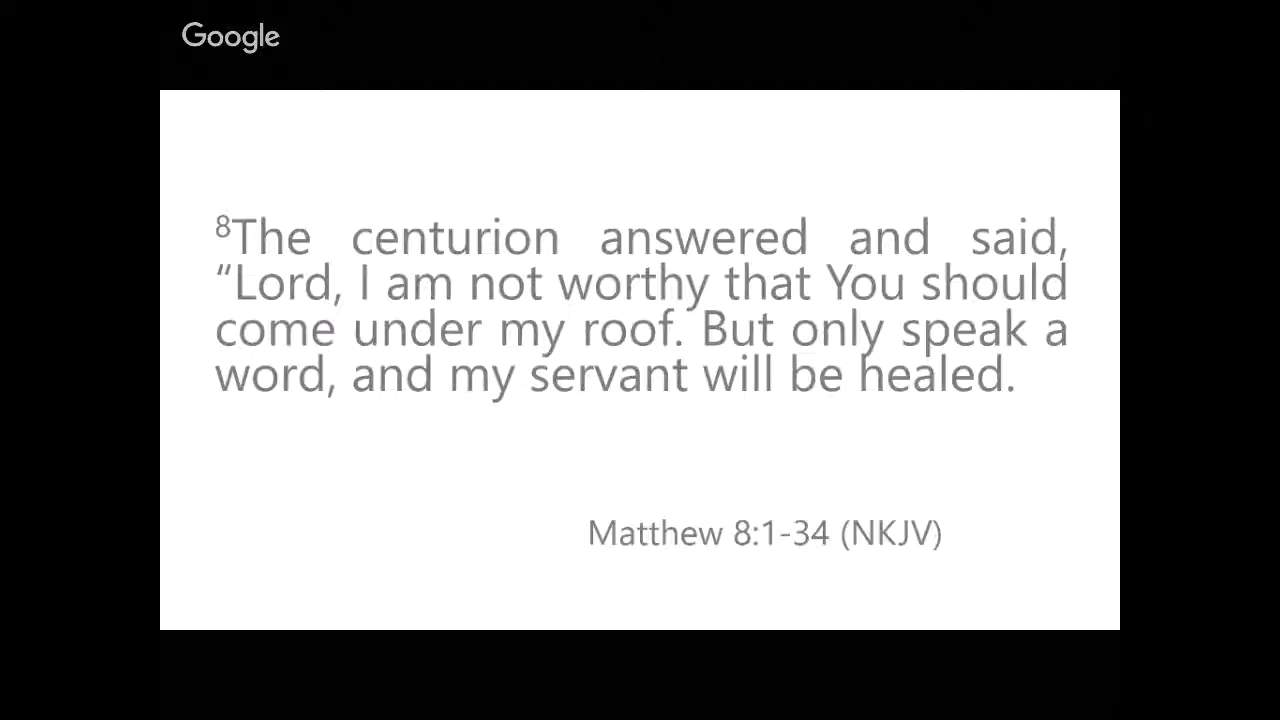 Google
⁸The centurion answered and said,
“Lord, I am not worthy that You should
come under my roof. But only speak a
word, and my servant will be healed.
Matthew 8:1-34 (NKJV)